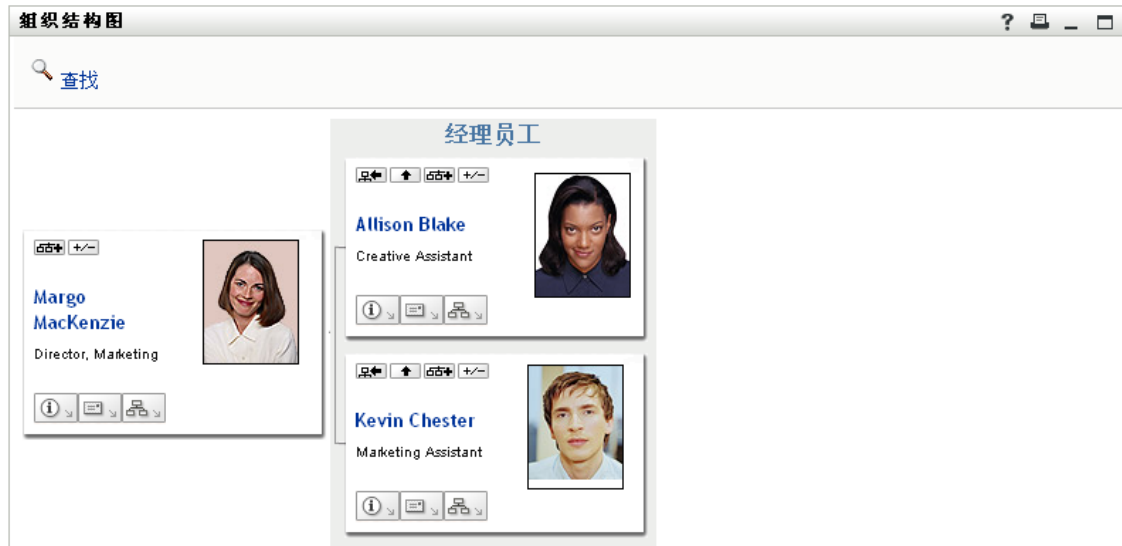 组织结构图
查找
经理员工
+/−
Allison Blake
Creative Assistant
+/−
Margo
MacKenzie
Director, Marketing
+/−
Kevin Chester
Marketing Assistant